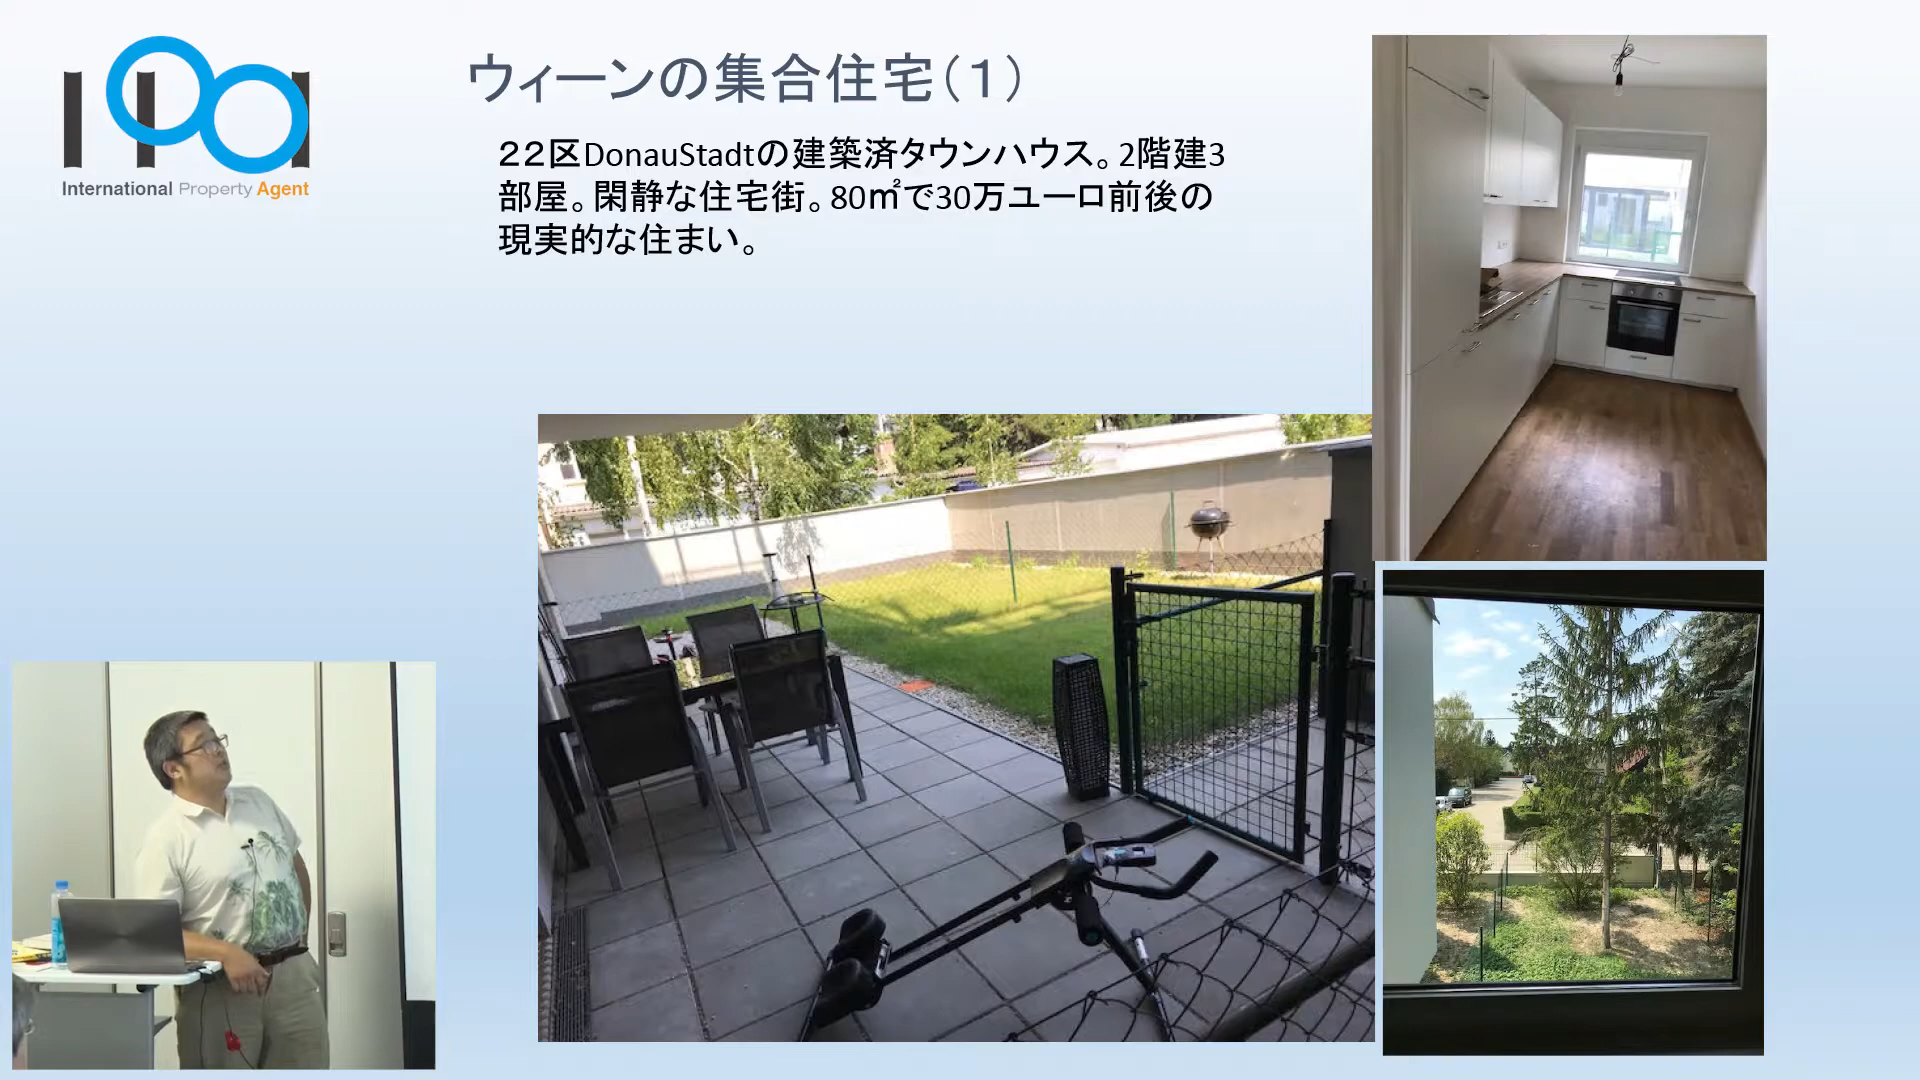 International Property Agent
ウィーンの集合住宅（１）
２２区DonauStadtの建築済タウンハウス。2階建3
部屋。閑静な住宅街。80㎡で30万ユーロ前後の
現実的な住まい。